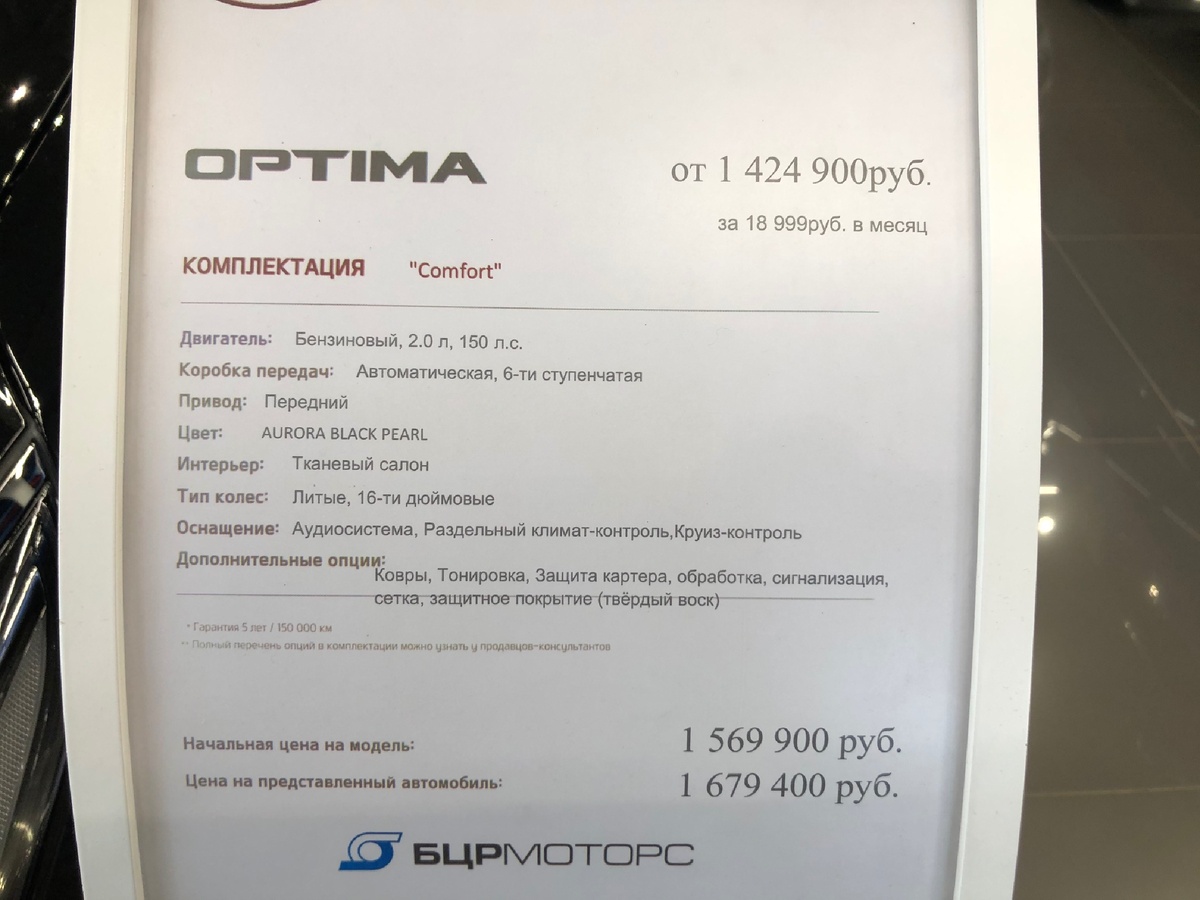 OPTIMA
от 1 424 900руб.
за 18 999руб. в месяц
КОМПЛЕКТАЦИЯ "Comfort"
Двигатель: Бензиновый, 2.0 л, 150 л.с.
Коробка передач: Автоматическая, 6-ти ступенчатая
Привод: Передний
Цвет: AURORA BLACK PEARL
Интерьер: Тканевый салон
Тип колес: Литые, 16-ти дюймовые
Оснащение: Аудиосистема, Раздельный климат-контроль,Круиз-контроль
Дополнительные опции:
Ковры, Тонировка, Защита картера, обработка, сигнализация,
сетка, защитное покрытие (твёрдый воск)
* Гарантия 5 лет / 150 000 км
** Полный перечень опций в комплектации можно узнать у продавцов-консультантов
Начальная цена на модель: 1 569 900 руб.
Цена на представленный автомобиль: 1 679 400 руб.
БЦРМОТОРС